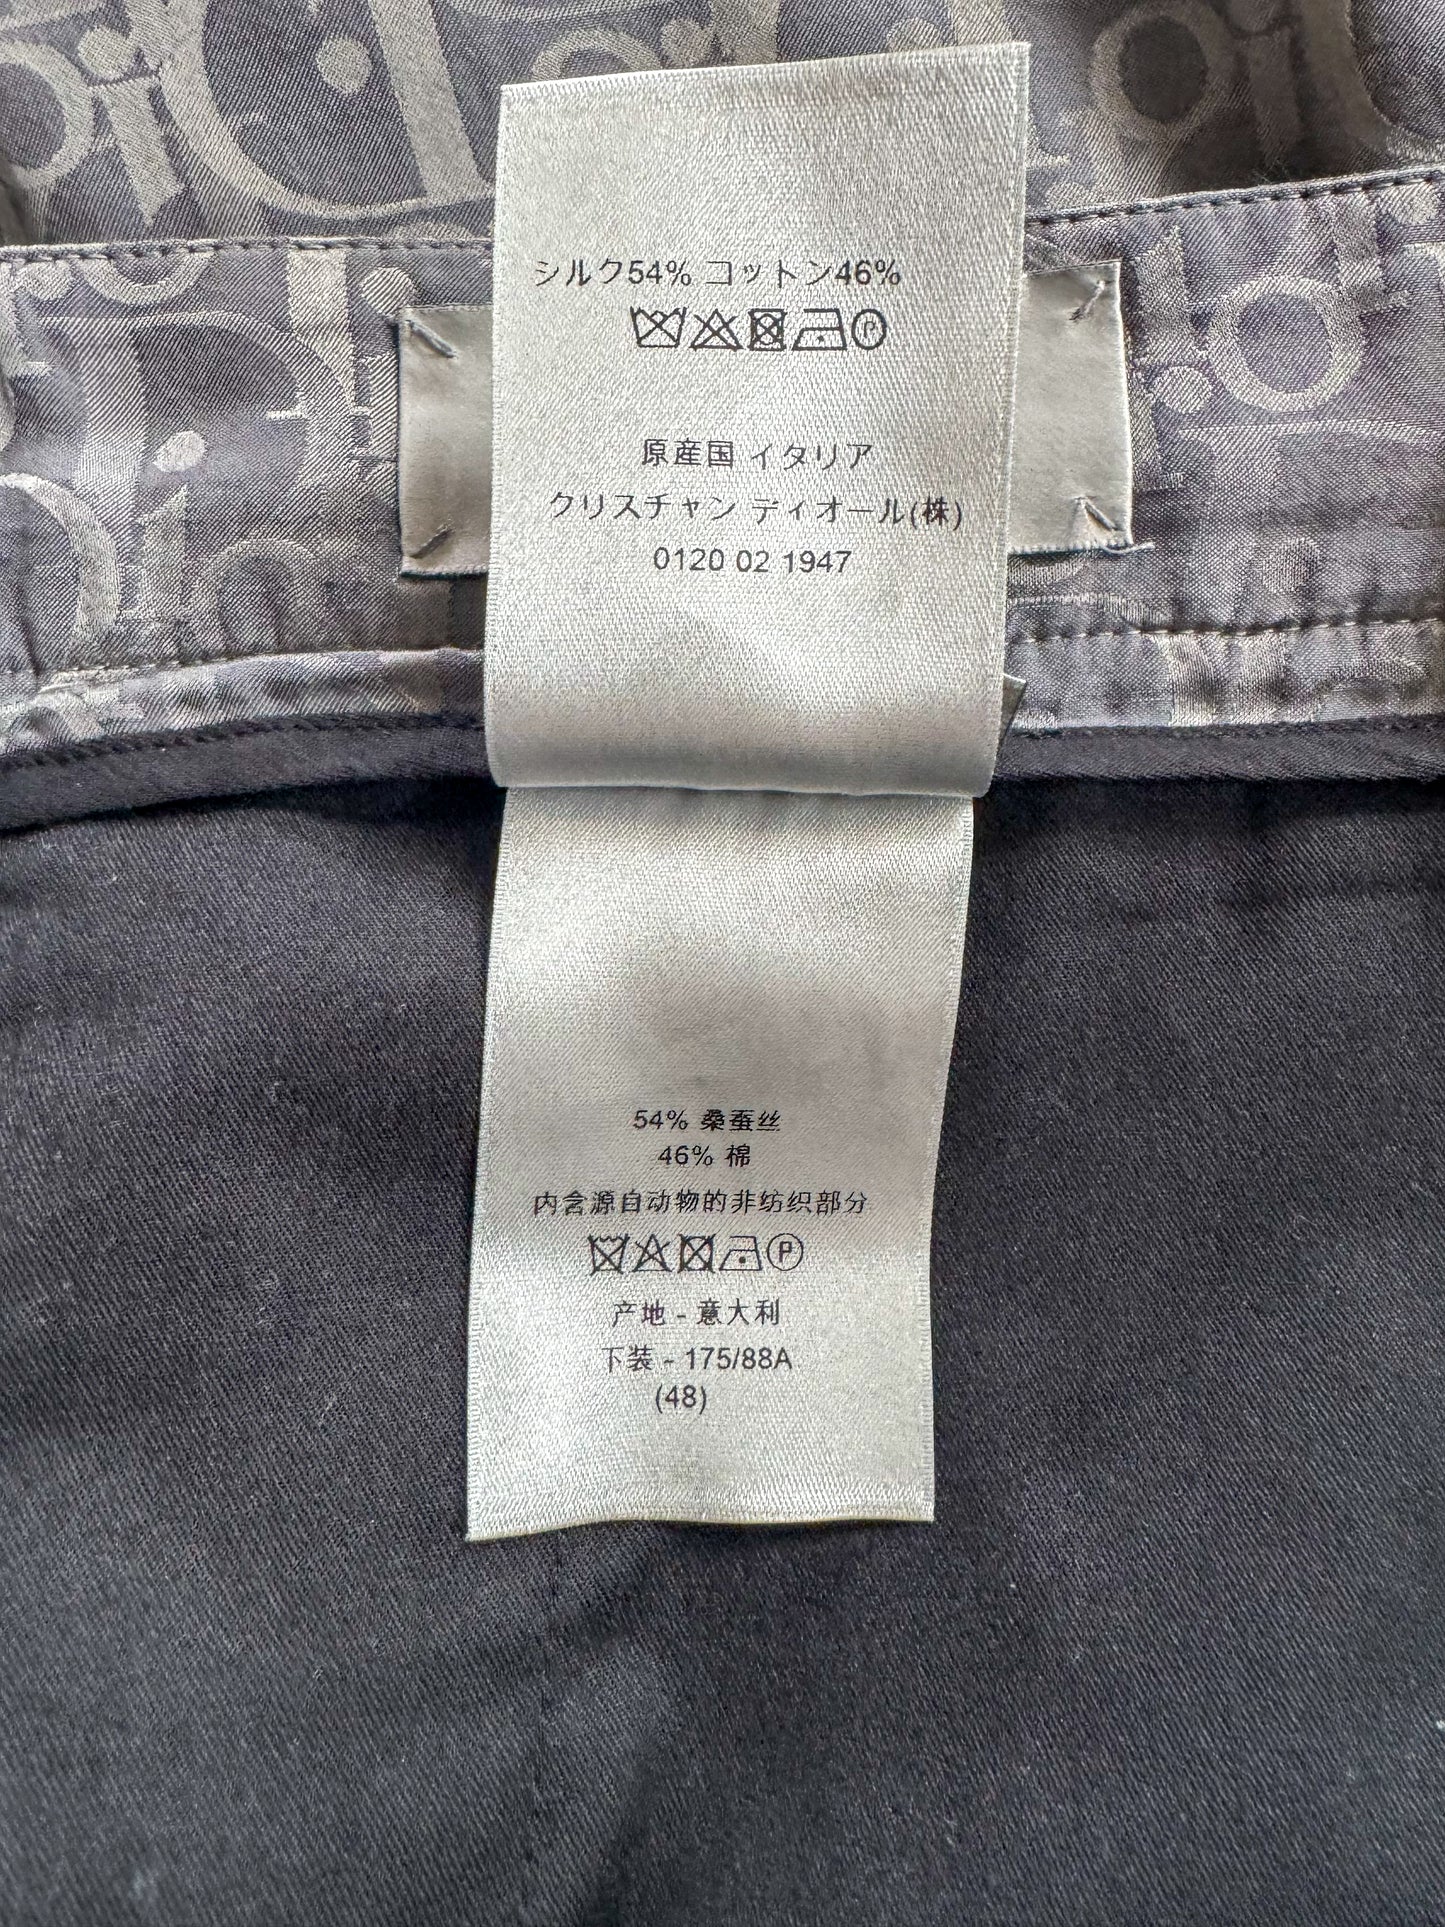 シルク54% コットン46%
原産国 イタリア
クリスチャン ディオール(株)
0120 02 1947
54% 桑蚕丝
46% 棉
内含源自动物的非纺织部分
P
产地 - 意大利
下装 - 175/88A
(48)